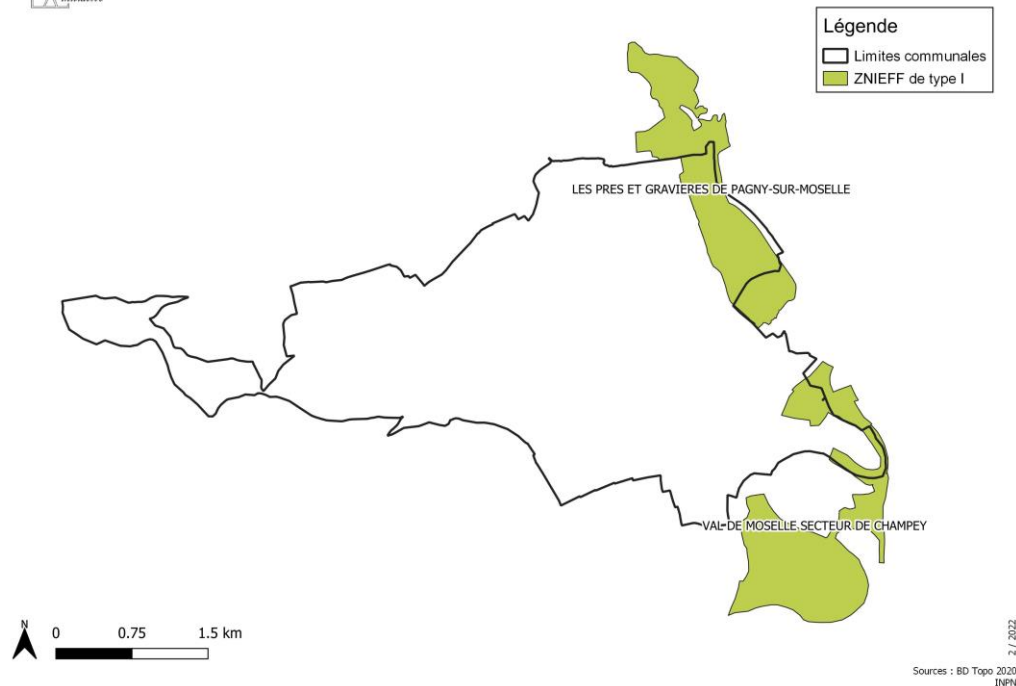 Légende
Limites communales
ZNIEFF de type I
LES PRES ET GRAVIERES DE PAGNY-SUR-MOSELLE
VAL DE MOSELLE SECTEUR DE CHAMPEY
N
0 0.75 1.5 km
2 / 2022
Sources : BD Topo 2020
INPN